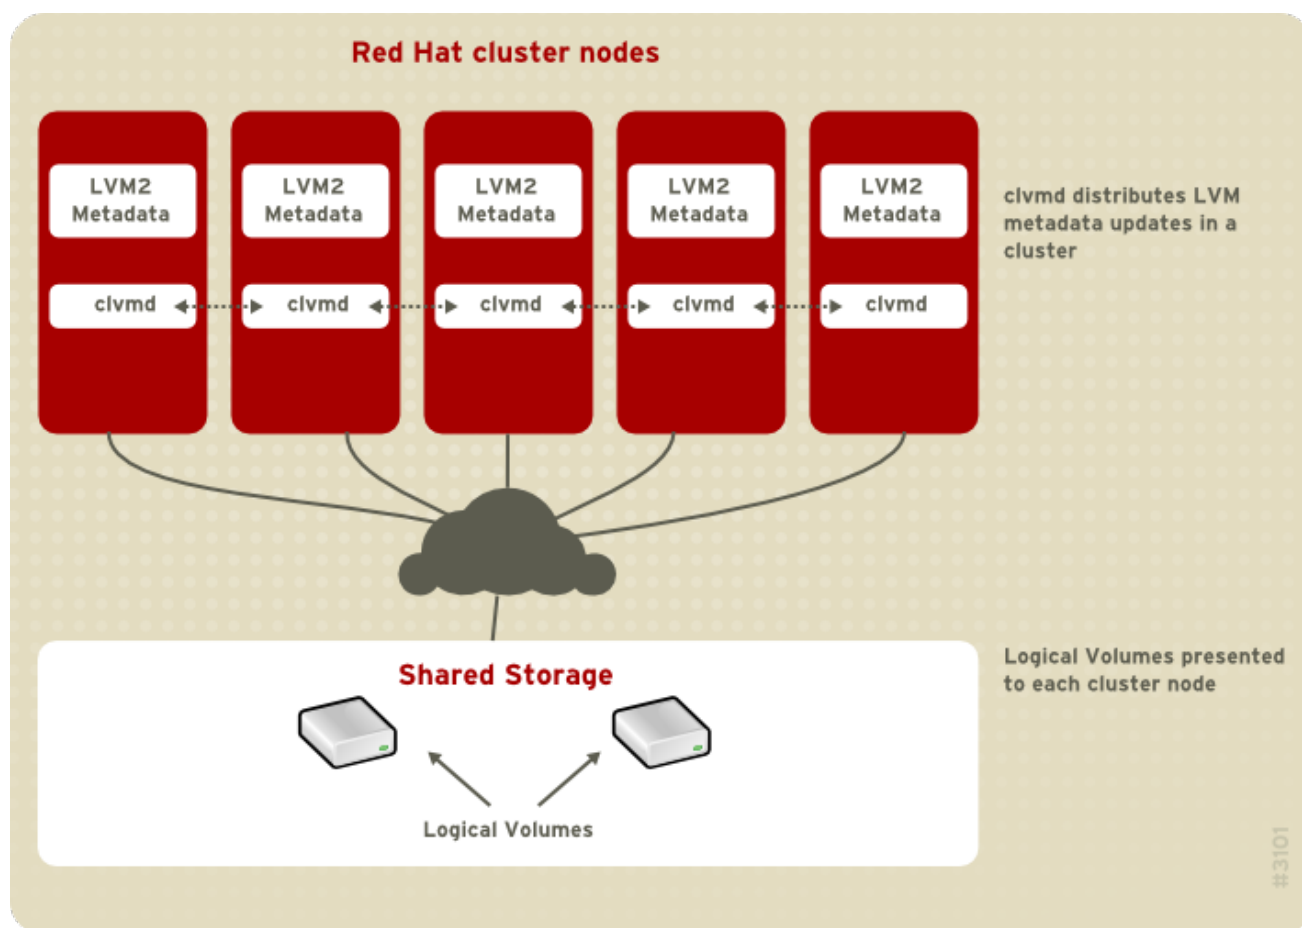 Red Hat cluster nodes
LVM2
Metadata
LVM2
Metadata
LVM2
Metadata
LVM2
Metadata
LVM2
Metadata
clvmd distributes LVM
metadata updates in a
cluster
clvmd
clvmd
clvmd
clvmd
clvmd
Shared Storage
Logical Volumes presented
to each cluster node
Logical Volumes
#3101